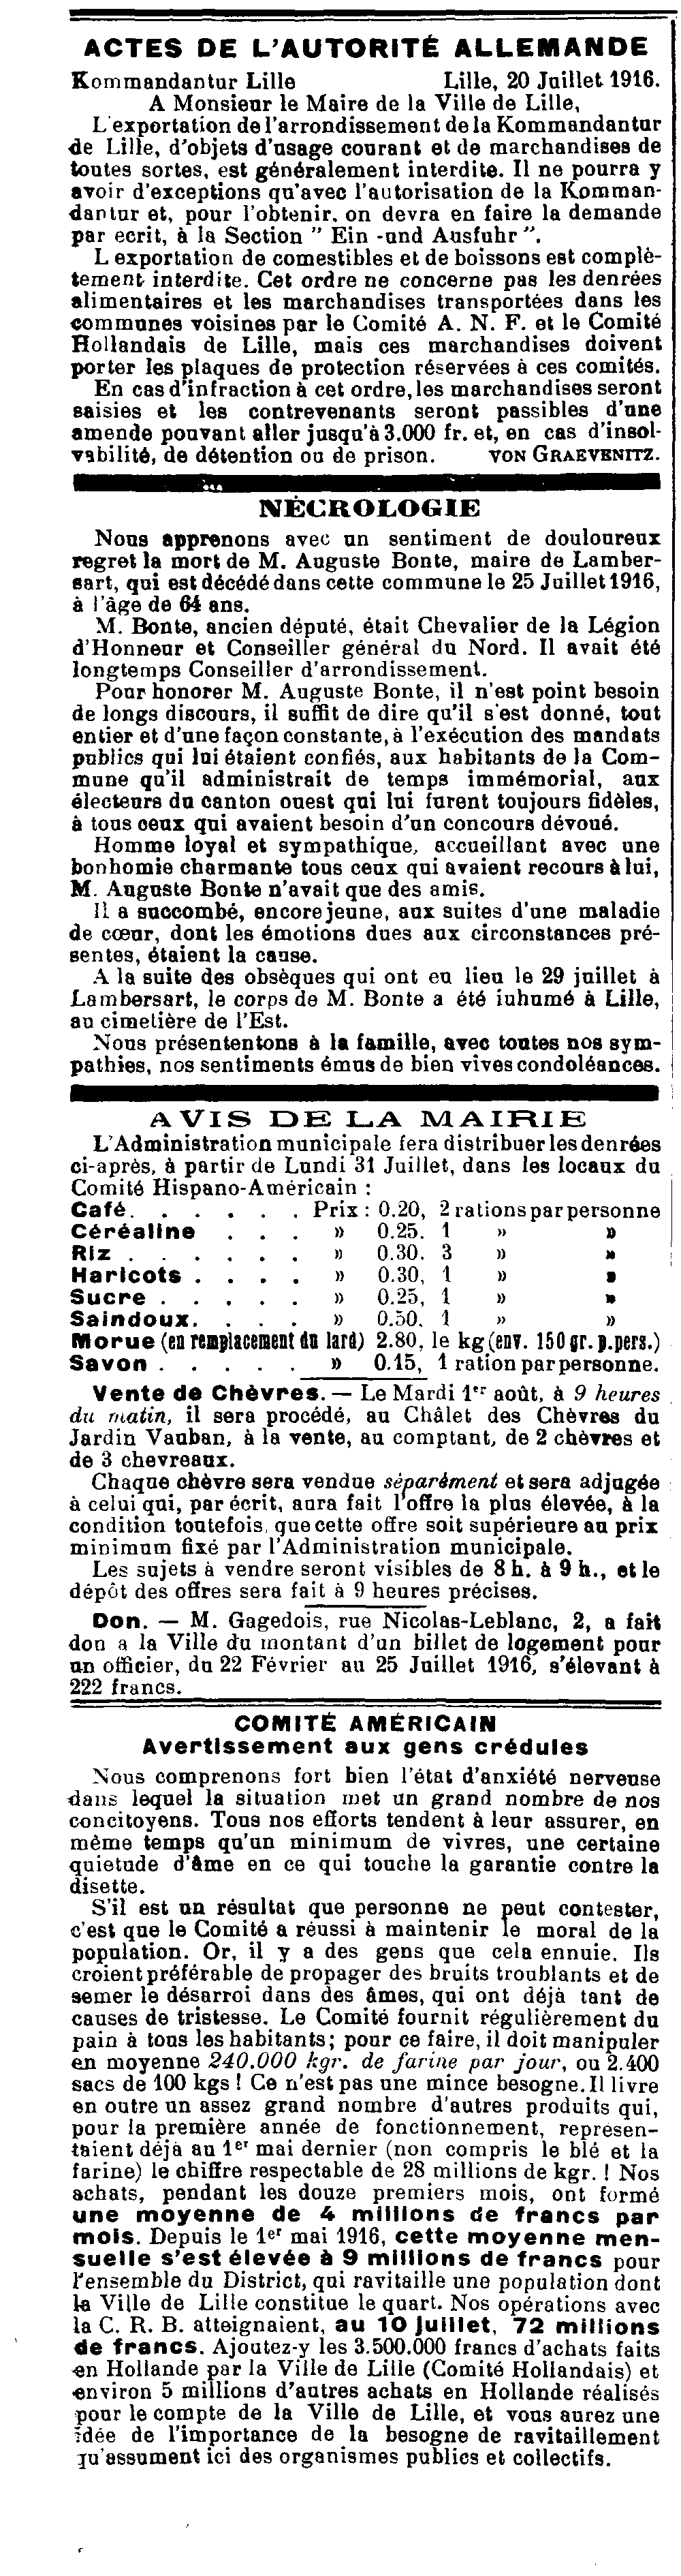 ACTES DE L'AUTORITÉ ALLEMANDE
Kommandantur Lille Lille, 20 Juillet 1916.
A Monsieur le Maire de la Ville de Lille,
L'exportation de l'arrondissement de la Kommandantur
de Lille, d'objets d'usage courant et de marchandises de
toutes sortes, est généralement interdite. Il ne pourra y
avoir d'exceptions qu'avec l'autorisation de la Komman-
dantur et, pour l'obtenir, on devra en faire la demande
par ecrit, à la Section " Ein -und Ausfuhr ".
L exportation de comestibles et de boissons est complè-
tement interdite. Cet ordre ne concerne pas les denrées
alimentaires et les marchandises transportées dans les
communes voisines par le Comité A. N. F. et le Comité
Hollandais de Lille, mais ces marchandises doivent
porter les plaques de protection réservées à ces comités.
En cas d'infraction à cet ordre, les marchandises seront
saisies et les contrevenants seront passibles d'une
amende pouvant aller jusqu'à 3.000 fr. et, en cas d'insol-
vabilité, de détention ou de prison. VON GRAEVENITZ.
NÉCROLOGIE
Nous apprenons avec un sentiment de douloureux
regret la mort de M. Auguste Bonte, maire de Lamber-
sart, qui est décédé dans cette commune le 25 Juillet 1916,
à l'âge de 64 ans.
M. Bonte, ancien député, était Chevalier de la Légion
d'Honneur et Conseiller général du Nord. Il avait été
longtemps Conseiller d'arrondissement.
Pour honorer M. Auguste Bonte, il n'est point besoin
de longs discours, il suffit de dire qu'il s'est donné, tout
entier et d'une façon constante, à l'exécution des mandats
publics qui lui étaient confiés, aux habitants de la Com-
mune qu'il administrait de temps immémorial, aux
électeurs du canton ouest qui lui furent toujours fidèles,
à tous ceux qui avaient besoin d'un concours dévoué.
Homme loyal et sympathique, accueillant avec une
bonhomie charmante tous ceux qui avaient recours à lui,
M. Auguste Bonte n'avait que des amis.
Il a succombé, encore jeune, aux suites d'une maladie
de cœur, dont les émotions dues aux circonstances pré-
sentes, étaient la cause.
A la suite des obsèques qui ont eu lieu le 29 juillet à
Lambersart, le corps de M. Bonte a été iuhumé à Lille,
au cimetière de l'Est.
Nous présententons à la famille, avec toutes nos sym-
pathies, nos sentiments émus de bien vives condoléances.
AVIS DE LA MAIRIE
L'Administration municipale fera distribuer les denrées
ci-après, à partir de Lundi 31 Juillet, dans les locaux du
Comité Hispano-Américain :
Café. . . . . . . Prix : 0.20, 2 rations par personne
Céréaline . . . » 0.25. 1 » »
Riz . . . . . . » 0.30. 3 » »
Haricots . . . . » 0.30, 1 » »
Sucre . . . . . » 0.25, 1 » »
Saindoux. . . . » 0.50. 1 » »
Morue (en remplacement du lard) 2.80, le kg (env. 150 gr. p. pers.)
Savon . . . . . » 0.15, 1 ration par personne.
Vente de Chèvres. — Le Mardi 1er août, à 9 heures
du matin, il sera procédé, au Châlet des Chèvres du
Jardin Vauban, à la vente, au comptant, de 2 chèvres et
de 3 chevreaux.
Chaque chèvre sera vendue séparément et sera adjugée
à celui qui, par écrit, aura fait l'offre la plus élevée, à la
condition toutefois, que cette offre soit supérieure au prix
minimum fixé par l'Administration municipale.
Les sujets à vendre seront visibles de 8 h. à 9 h., et le
dépôt des offres sera fait à 9 heures précises.
Don. — M. Gagedois, rue Nicolas-Leblanc, 2, a fait
don a la Ville du montant d'un billet de logement pour
un officier, du 22 Février au 25 Juillet 1916, s'élevant à
222 francs.
COMITÉ AMÉRICAIN
Avertissement aux gens crédules
Nous comprenons fort bien l'état d'anxiété nerveuse
dans lequel la situation met un grand nombre de nos
concitoyens. Tous nos efforts tendent à leur assurer, en
même temps qu'un minimum de vivres, une certaine
quietude d'âme en ce qui touche la garantie contre la
disette.
S'il est un résultat que personne ne peut contester,
c'est que le Comité a réussi à maintenir le moral de la
population. Or, il y a des gens que cela ennuie. Ils
croient préférable de propager des bruits troublants et de
semer le désarroi dans des âmes, qui ont déjà tant de
causes de tristesse. Le Comité fournit régulièrement du
pain à tous les habitants ; pour ce faire, il doit manipuler
en moyenne 240.000 kgr. de farine par jour, ou 2.400
sacs de 100 kgs ! Ce n'est pas une mince besogne. Il livre
en outre un assez grand nombre d'autres produits qui,
pour la première année de fonctionnement, représen-
taient déjà au 1er mai dernier (non compris le blé et la
farine) le chiffre respectable de 28 millions de kgr. ! Nos
achats, pendant les douze premiers mois, ont formé
une moyenne de 4 millions de francs par
mois. Depuis le 1er mai 1916, cette moyenne men-
suelle s'est élevée à 9 millions de francs pour
l'ensemble du District, qui ravitaille une population dont
la Ville de Lille constitue le quart. Nos opérations avec
la C. R. B. atteignaient, au 10 juillet, 72 millions
de francs. Ajoutez-y les 3.500.000 francs d'achats faits
en Hollande par la Ville de Lille (Comité Hollandais) et
environ 5 millions d'autres achats en Hollande réalisés
pour le compte de la Ville de Lille, et vous aurez une
idée de l'importance de la besogne de ravitaillement
qu'assument ici des organismes publics et collectifs.